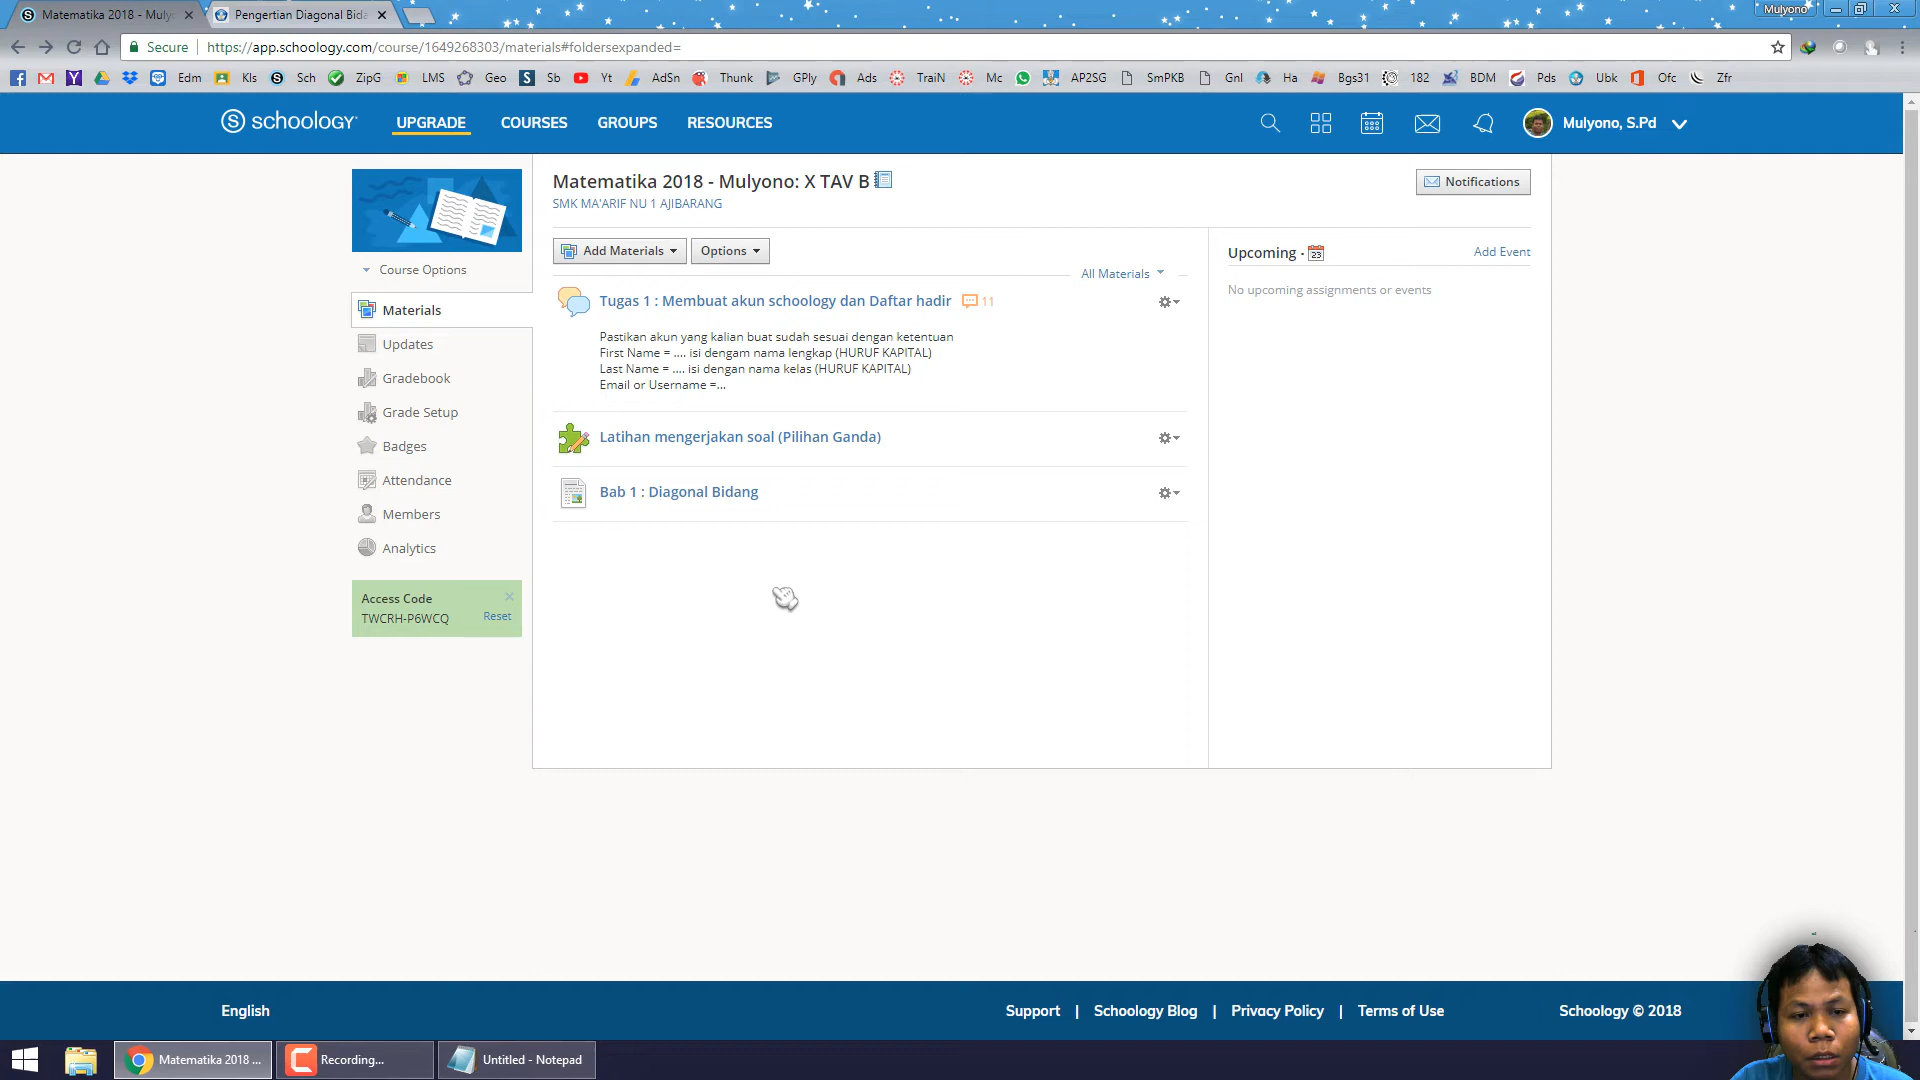 Matematika 2018 - Muly
Pengertian Diagonal Bida
Mulyono
Secure
https://app.schoology.com/course/1649268303/materials#foldersexpanded=
Edm Kls Sch ZipG LMS Geo Sb Yt AdSn Thunk GPly Ads TraiN Mc AP2SG SmPKB Gnl Ha Bgs31 182 BDM Pds Ubk Ofc Zfr
schoology UPGRADE COURSES GROUPS RESOURCES Mulyono, S.Pd
Course Options
Materials
Updates
Gradebook
Grade Setup
Badges
Attendance
Members
Analytics
Access Code
TWCRH-P6WCQ Reset
Matematika 2018 - Mulyono: X TAV B
SMK MA'ARIF NU 1 AJIBARANG
Notifications
Add Materials
Options
All Materials
Tugas 1 : Membuat akun schoology dan Daftar hadir 11
Pastikan akun yang kalian buat sudah sesuai dengan ketentuan
First Name = .... isi dengam nama lengkap (HURUF KAPITAL)
Last Name = .... isi dengan nama kelas (HURUF KAPITAL)
Email or Username =...
Latihan mengerjakan soal (Pilihan Ganda)
Bab 1 : Diagonal Bidang
Upcoming · 23 Add Event
No upcoming assignments or events
English
Support | Schoology Blog | Privacy Policy | Terms of Use
Schoology © 2018
Matematika 2018 ...
Recording...
Untitled - Notepad